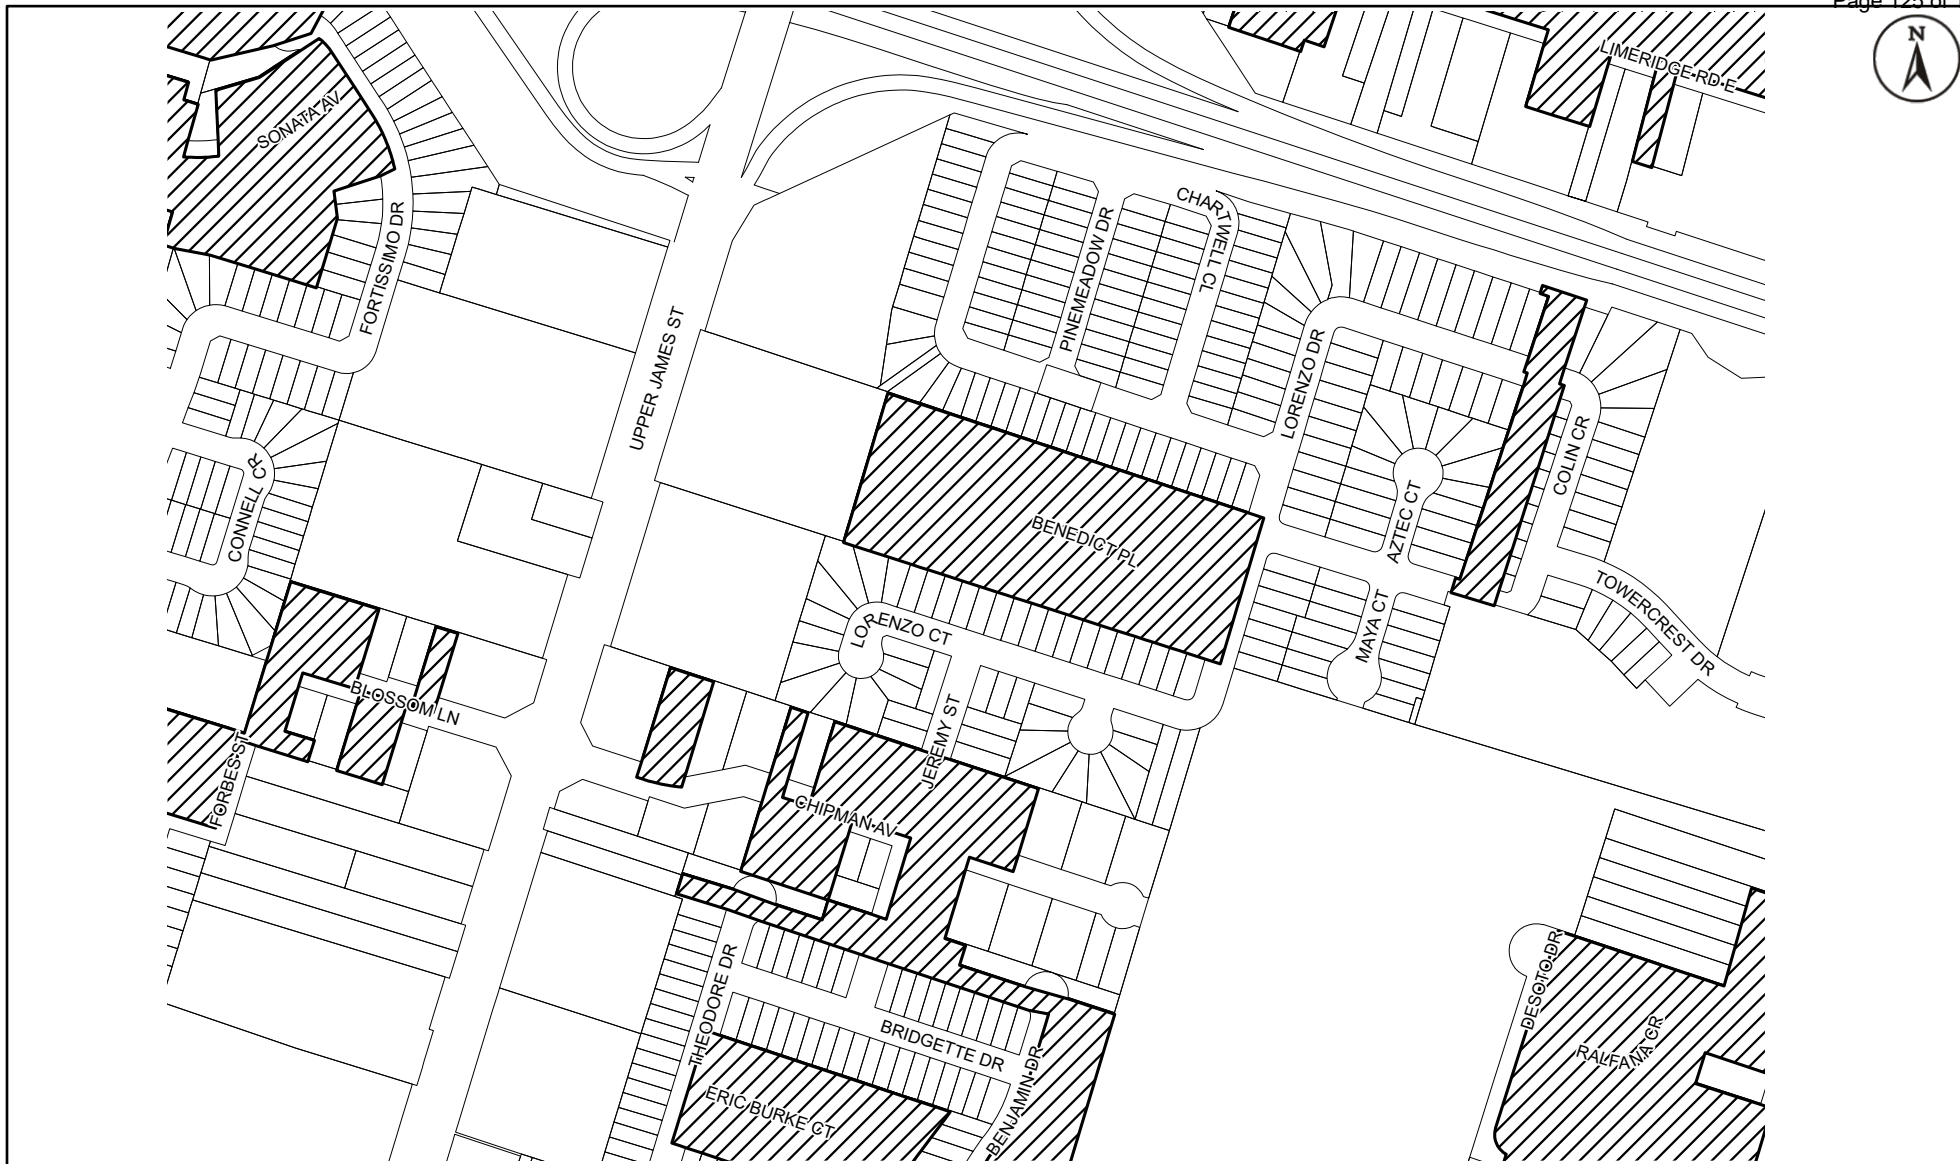 Page 125 of
N
LIMERIDGE RD E
SONATA AV
CHARTWELL CL
FORTISSIMO DR
PINEMEADOW DR
UPPER JAMES ST
LORENZO DR
COLIN CR
CONNELL CR
AZTEC CT
BENEDICT PL
TOWERCREST DR
MAYA CT
LORENZO CT
BLOSSOM LN
JEREMY ST
FORBES ST
CHIPMAN AV
THEODORE DR
DESOTO DR
BRIDGETTE DR
RALFANA CR
BENJAMIN DR
ERIC BURKE CT